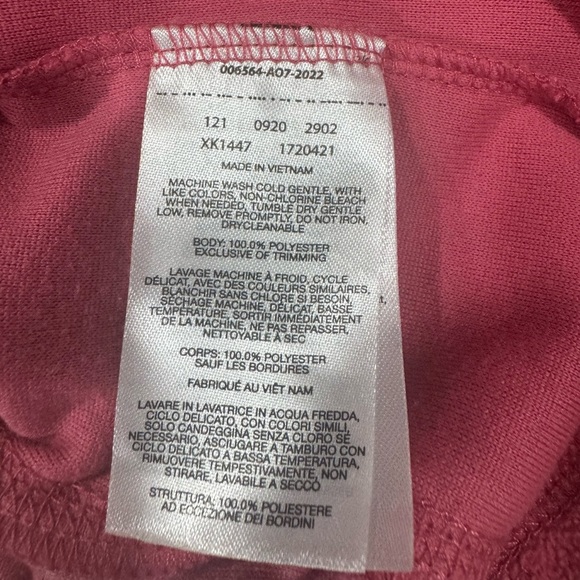 006564-AO7-2022
121 0920 2902
XK1447 1720421
MADE IN VIETNAM
MACHINE WASH COLD GENTLE, WITH
LIKE COLORS, NON-CHLORINE BLEACH
WHEN NEEDED, TUMBLE DRY GENTLE
LOW, REMOVE PROMPTLY, DO NOT IRON,
DRYCLEANABLE
BODY: 100.0% POLYESTER
EXCLUSIVE OF TRIMMING
LAVAGE MACHINE À FROID, CYCLE
DÉLICAT, AVEC DES COULEURS SIMILAIRES,
BLANCHIR SANS CHLORE SI BESOIN,
SÉCHAGE MACHINE, DÉLICAT, BASSE
TEMPÉRATURE, SORTIR IMMÉDIATEMENT
DE LA MACHINE, NE PAS REPASSER,
NETTOYABLE À SEC
CORPS: 100.0% POLYESTER
SAUF LES BORDURES
FABRIQUÉ AU VIÊT NAM
LAVARE IN LAVATRICE IN ACQUA FREDDA,
CICLO DELICATO, CON COLORI SIMILI,
SOLO CANDEGGINA SENZA CLORO SE
NECESSARIO, ASCIUGARE A TAMBURO CON
CICLO DELICATO A BASSA TEMPERATURA,
RIMUOVERE TEMPESTIVAMENTE, NON
STIRARE, LAVABILE A SECCO
STRUTTURA: 100.0% POLYESTERE
AD ECCEZIONE DEI BORDINI